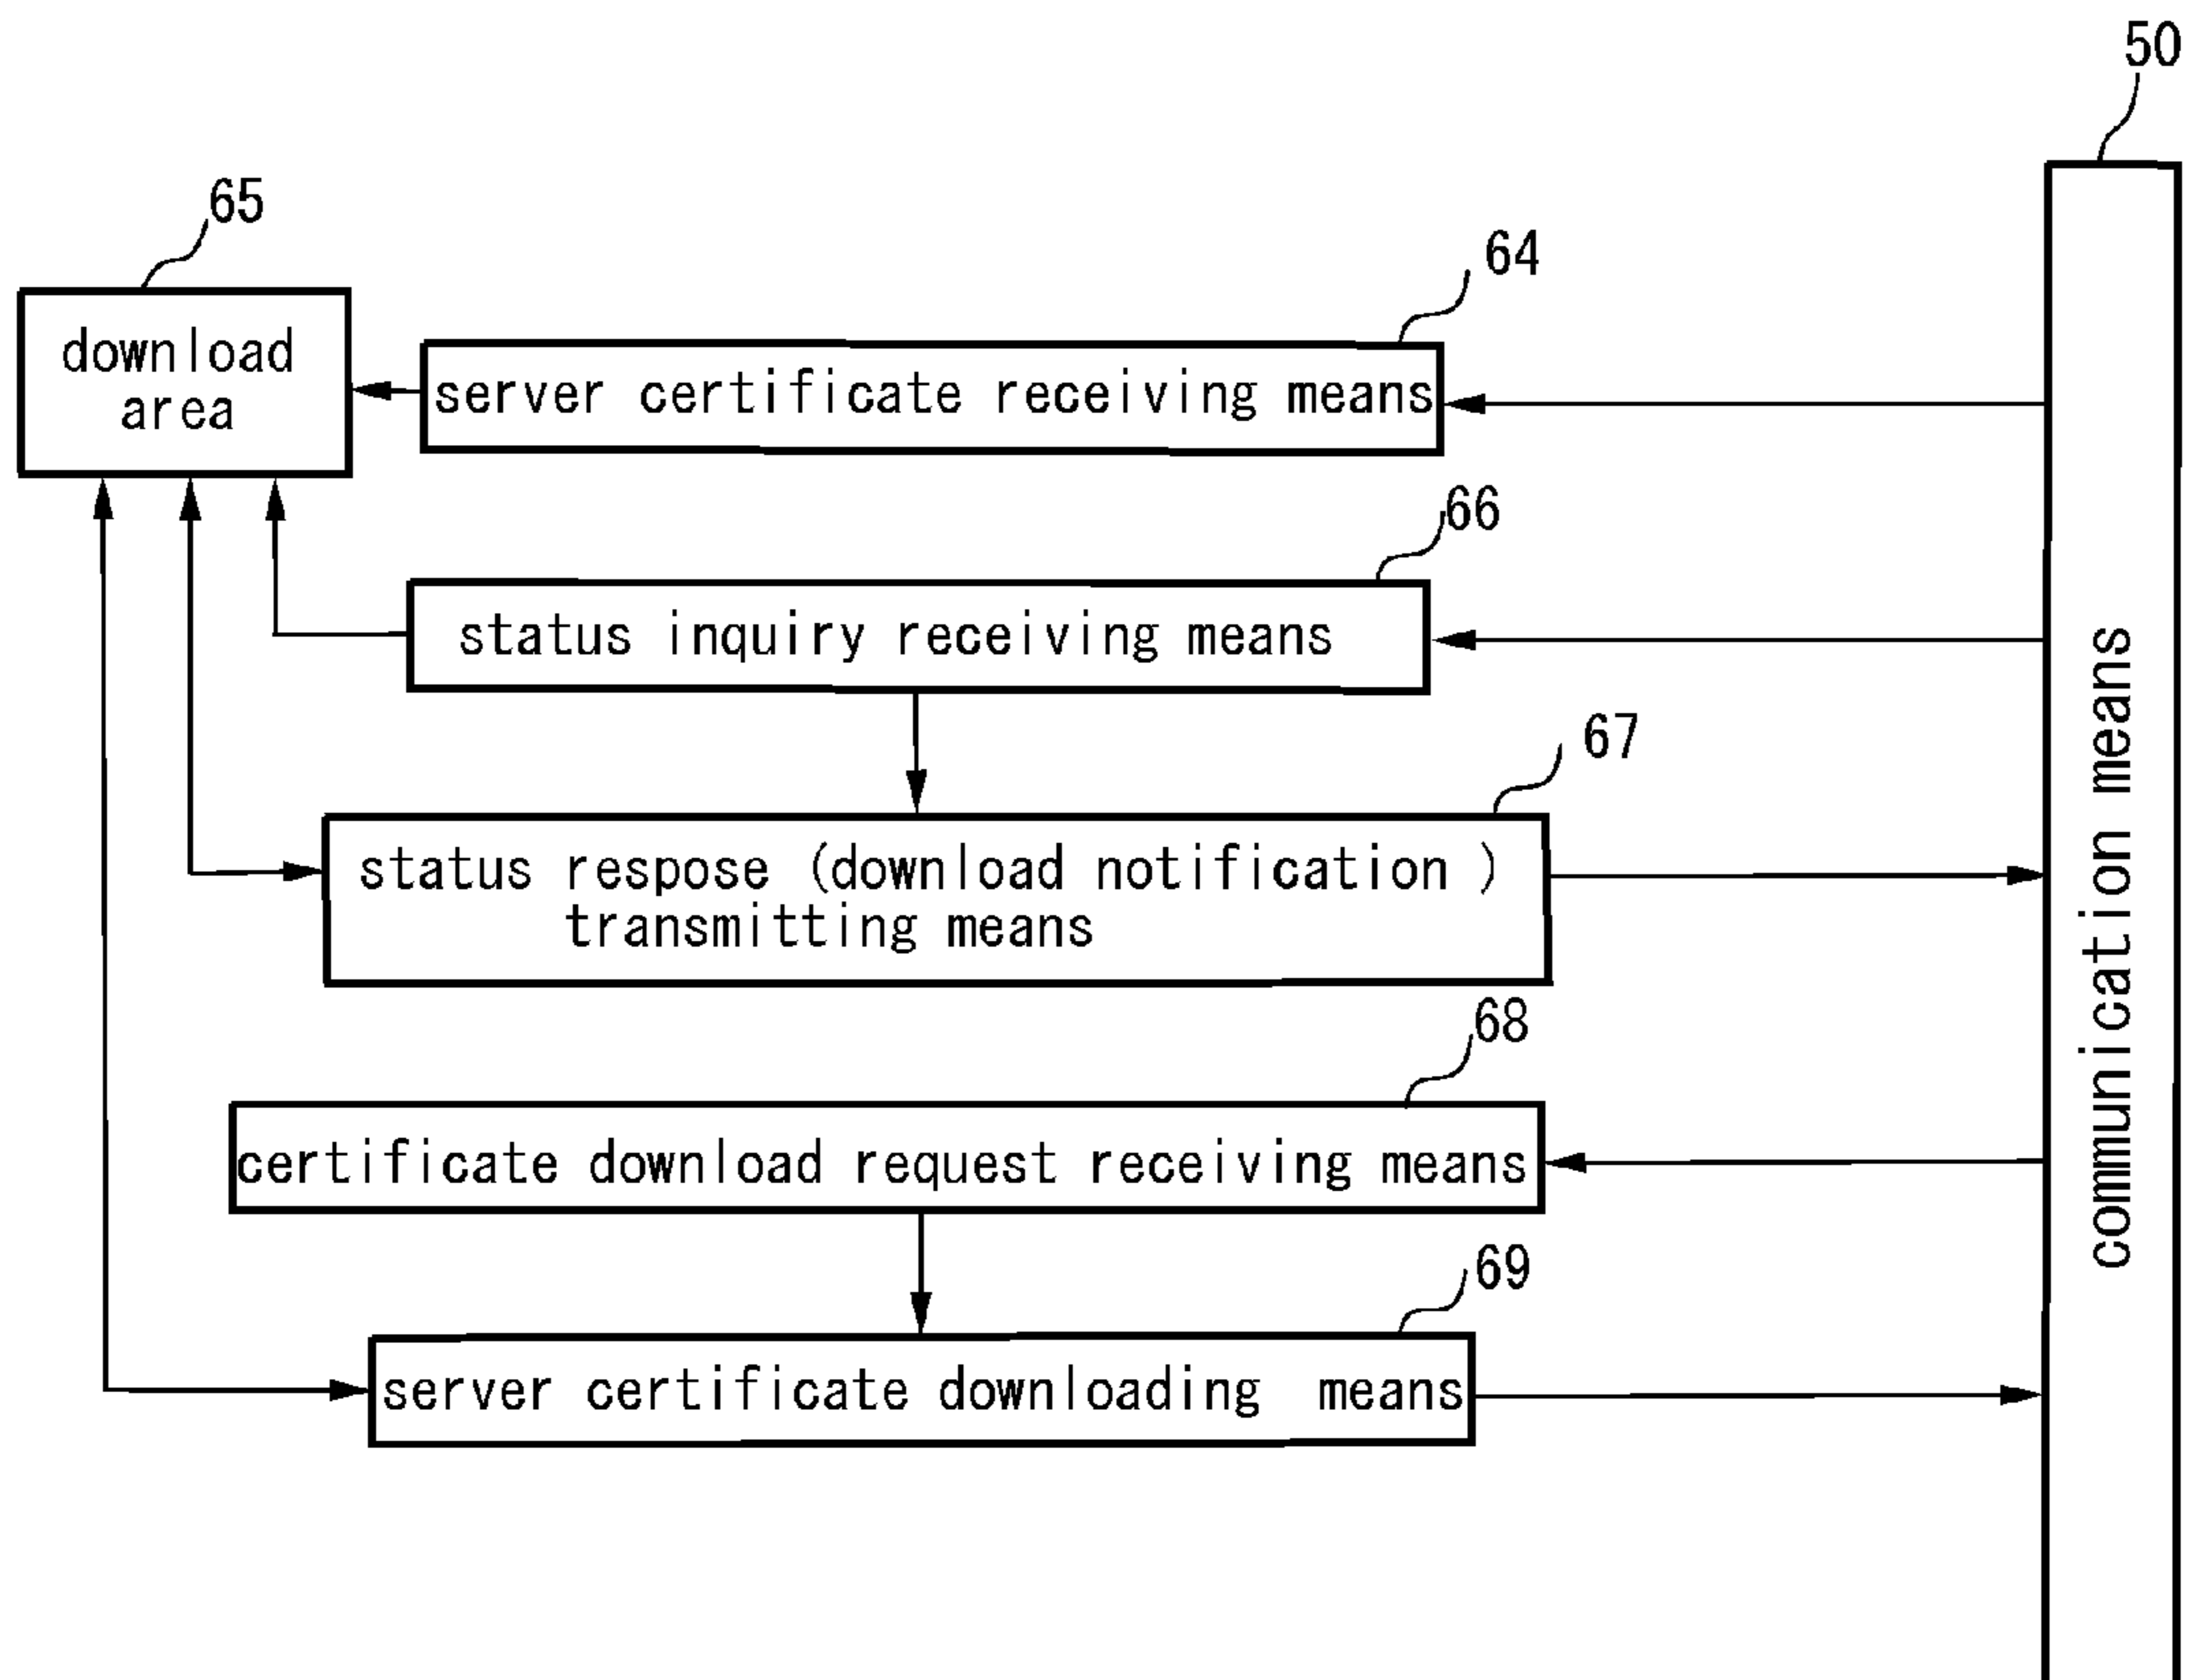 50
65
64
download
area
server certificate receiving means
66
status inquiry receiving means
67
status respose (download notification )
transmitting means
68
certificate download request receiving means
69
server certificate downloading means
communication means